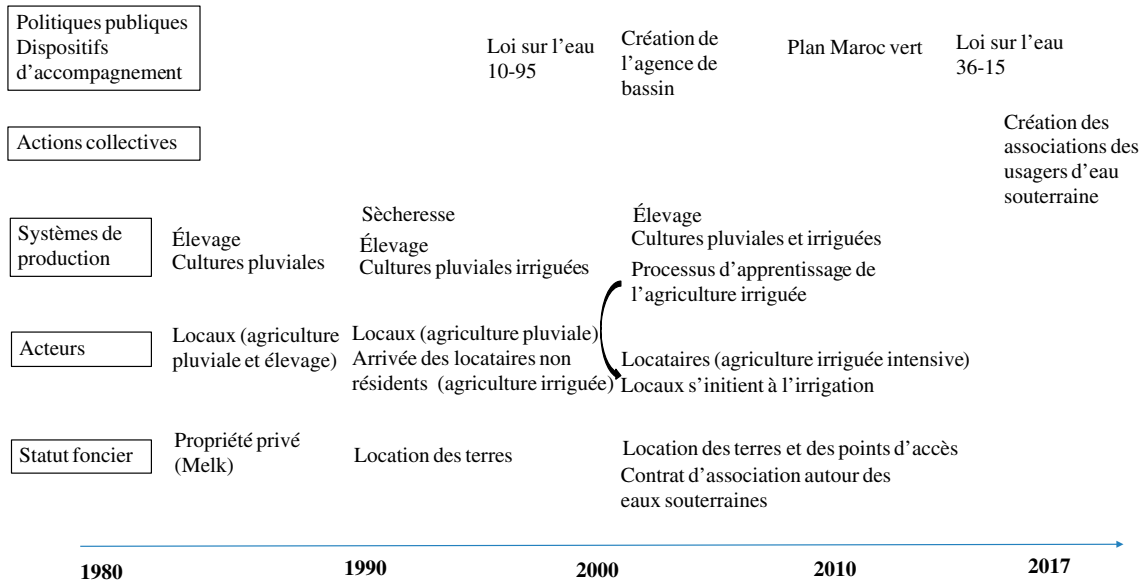 Politiques publiques
Dispositifs
d’accompagnement
Loi sur l’eau
10-95
Création de
l’agence de
bassin
Plan Maroc vert
Loi sur l’eau
36-15
Actions collectives
Création des
associations des
usagers d’eau
souterraine
Systèmes de
production
Élevage
Cultures pluviales
Sècheresse
Élevage
Cultures pluviales irriguées
Élevage
Cultures pluviales et irriguées
Processus d’apprentissage de
l’agriculture irriguée
Acteurs
Locaux (agriculture
pluviale et élevage)
Locaux (agriculture pluviale)
Arrivée des locataires non
résidents (agriculture irriguée)
Locataires (agriculture irriguée intensive)
Locaux s’initient à l’irrigation
Statut foncier
Propriété privé
(Melk)
Location des terres
Location des terres et des points d’accès
Contrat d’association autour des
eaux souterraines
1980
1990
2000
2010
2017